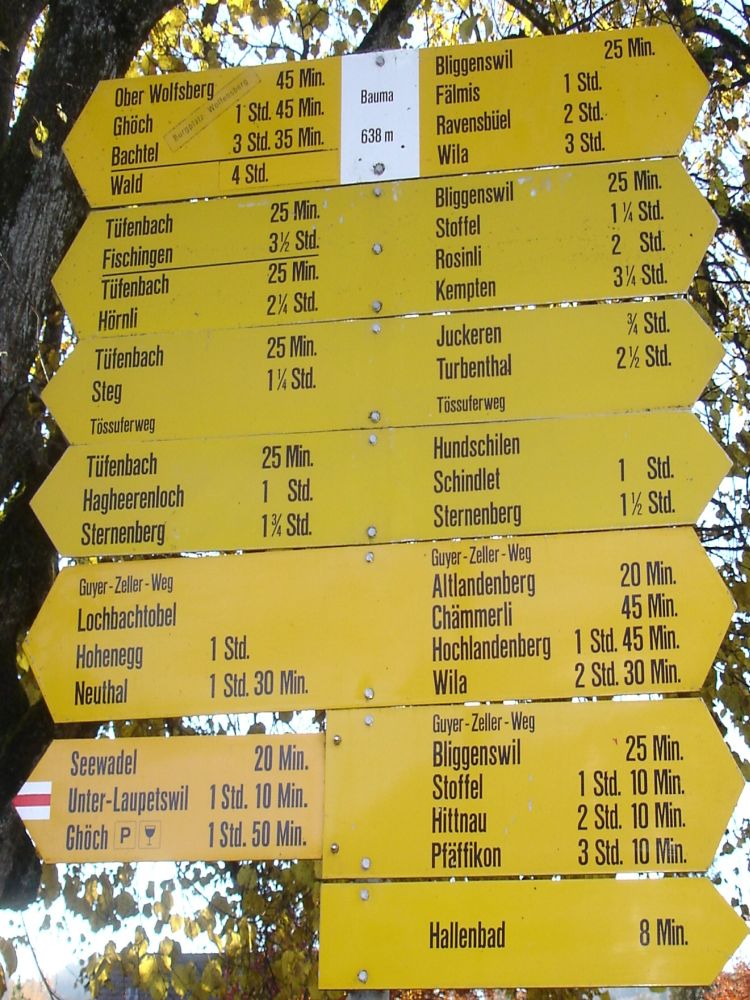 Ober Wolfsberg 45 Min.
Burgplatz Wolfensberg
Ghöch 1 Std. 45 Min.
Bachtel 3 Std. 35 Min.
Wald 4 Std.
Bauma
638 m
Bliggenswil 25 Min.
Fälmis 1 Std.
Ravensbüel 2 Std.
Wila 3 Std.
Tüfenbach 25 Min.
Fischingen 3½ Std.
Tüfenbach 25 Min.
Hörnli 2¼ Std.
Bliggenswil 25 Min.
Stoffel 1¼ Std.
Rosinli 2 Std.
Kempten 3¼ Std.
Tüfenbach 25 Min.
Steg 1¼ Std.
Tössuferweg
Juckeren ¾ Std.
Turbenthal 2½ Std.
Tössuferweg
Tüfenbach 25 Min.
Hagheerenloch 1 Std.
Sternenberg 1¾ Std.
Hundschilen
Schindlet 1 Std.
Sternenberg 1½ Std.
Guyer-Zeller-Weg
Lochbachtobel
Hohenegg 1 Std.
Neuthal 1 Std. 30 Min.
Guyer-Zeller-Weg
Altlandenberg 20 Min.
Chämmerli 45 Min.
Hochlandenberg 1 Std. 45 Min.
Wila 2 Std. 30 Min.
Seewadel 20 Min.
Unter-Laupetswil 1 Std. 10 Min.
Ghöch P 1 Std. 50 Min.
Guyer-Zeller-Weg
Bliggenswil 25 Min.
Stoffel 1 Std. 10 Min.
Hittnau 2 Std. 10 Min.
Pfäffikon 3 Std. 10 Min.
Hallenbad 8 Min.